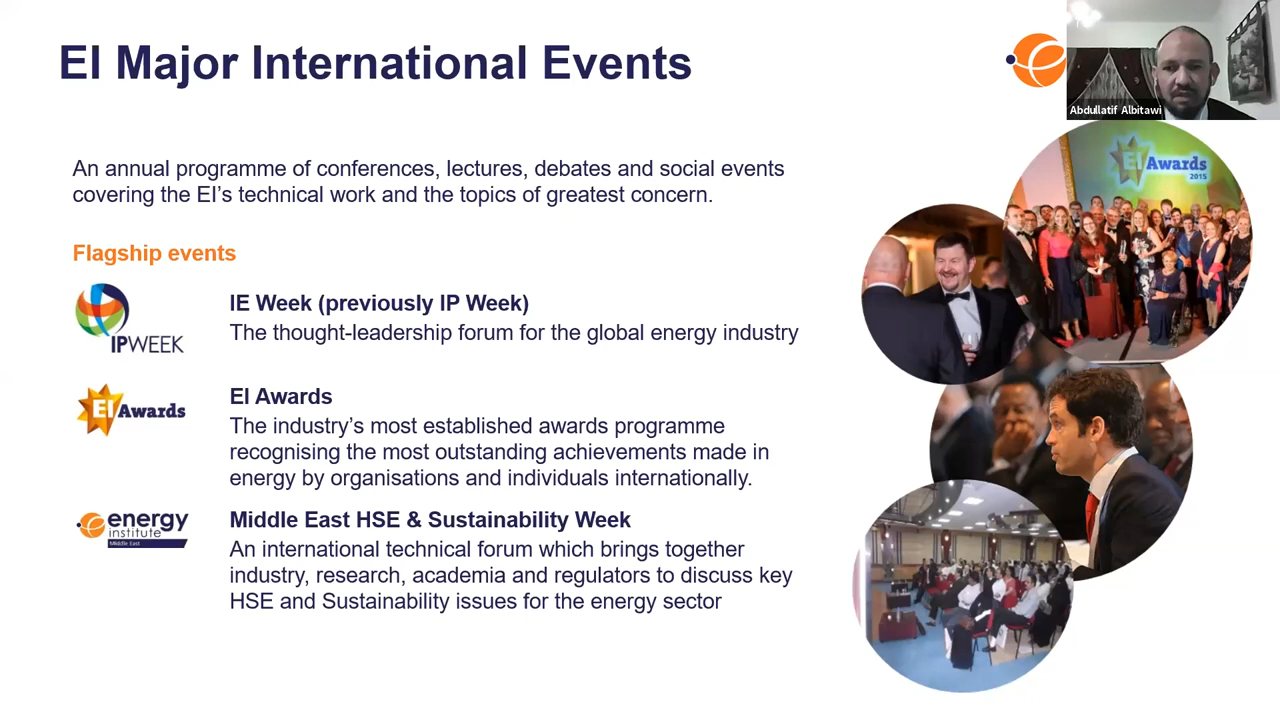 EI Major International Events
Abdullatif Albitawi
An annual programme of conferences, lectures, debates and social events
covering the EI’s technical work and the topics of greatest concern.
EI Awards
2015
Flagship events
IPWEEK
IE Week (previously IP Week)
The thought-leadership forum for the global energy industry
EI Awards
EI Awards
The industry’s most established awards programme
recognising the most outstanding achievements made in
energy by organisations and individuals internationally.
energy
institute
Middle East
Middle East HSE & Sustainability Week
An international technical forum which brings together
industry, research, academia and regulators to discuss key
HSE and Sustainability issues for the energy sector